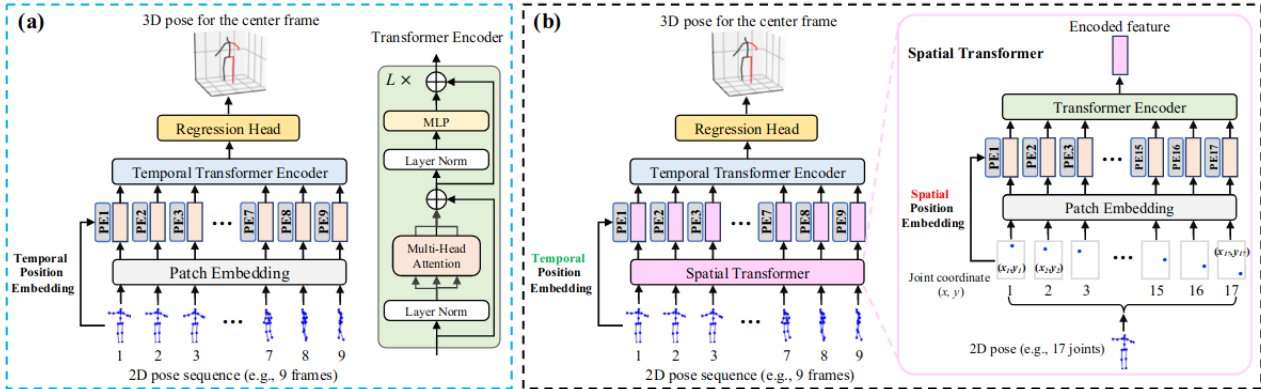 (a)
3D pose for the center frame
Regression Head
Temporal Transformer Encoder
PE1 PE2 PE3 ... PE7 PE8 PE9
Temporal
Position
Embedding
Patch Embedding
1 2 3 ... 7 8 9
2D pose sequence (e.g., 9 frames)
Transformer Encoder
L ×
MLP
Layer Norm
Multi-Head
Attention
Layer Norm
(b)
3D pose for the center frame
Regression Head
Temporal Transformer Encoder
PE1 PE2 PE3 ... PE7 PE8 PE9
Temporal
Position
Embedding
Spatial Transformer
1 2 3 ... 7 8 9
2D pose sequence (e.g., 9 frames)
Encoded feature
Spatial Transformer
Transformer Encoder
PE1 PE2 PE3 ... PE15 PE16 PE17
Spatial
Position
Embedding
Patch Embedding
(x₁,y₁) (x₂,y₂) ... (x₁₇,y₁₇)
Joint coordinate
(x, y)
1 2 3 15 16 17
2D pose (e.g., 17 joints)